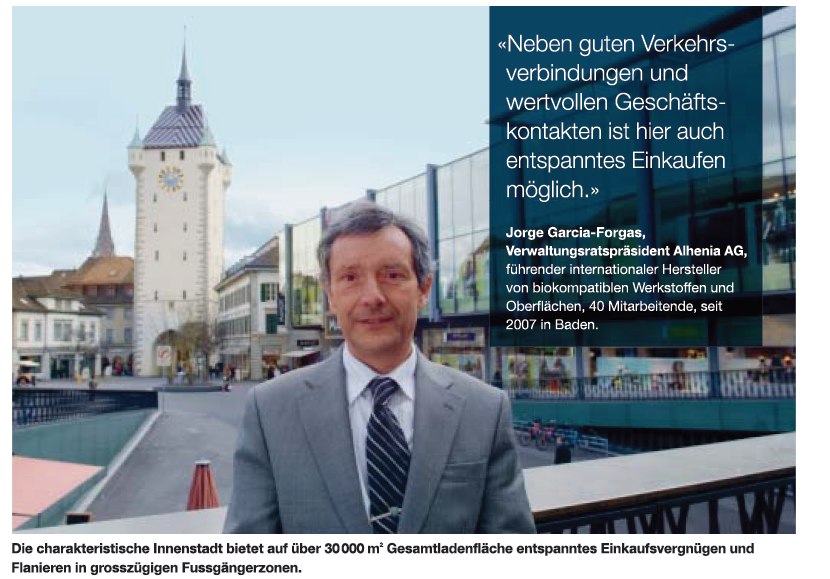 «Neben guten Verkehrs-
verbindungen und
wertvollen Geschäfts-
kontakten ist hier auch
entspanntes Einkaufen
möglich.»
Jorge Garcia-Forgas,
Verwaltungsratspräsident Alhenia AG,
führender internationaler Hersteller
von biokompatiblen Werkstoffen und
Oberflächen, 40 Mitarbeitende, seit
2007 in Baden.
Die charakteristische Innenstadt bietet auf über 30 000 m² Gesamtladenfläche entspanntes Einkaufsvergnügen und
Flanieren in grosszügigen Fussgängerzonen.